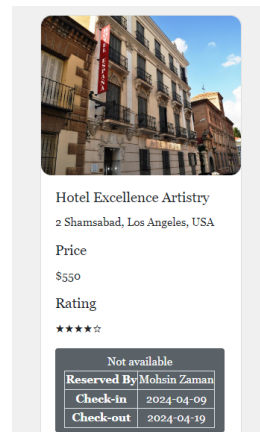 ESPAÑA
Hotel Excellence Artistry
2 Shamsabad, Los Angeles, USA
Price
$550
Rating
★★★★☆
Not available
Reserved By Mohsin Zaman
Check-in 2024-04-09
Check-out 2024-04-19